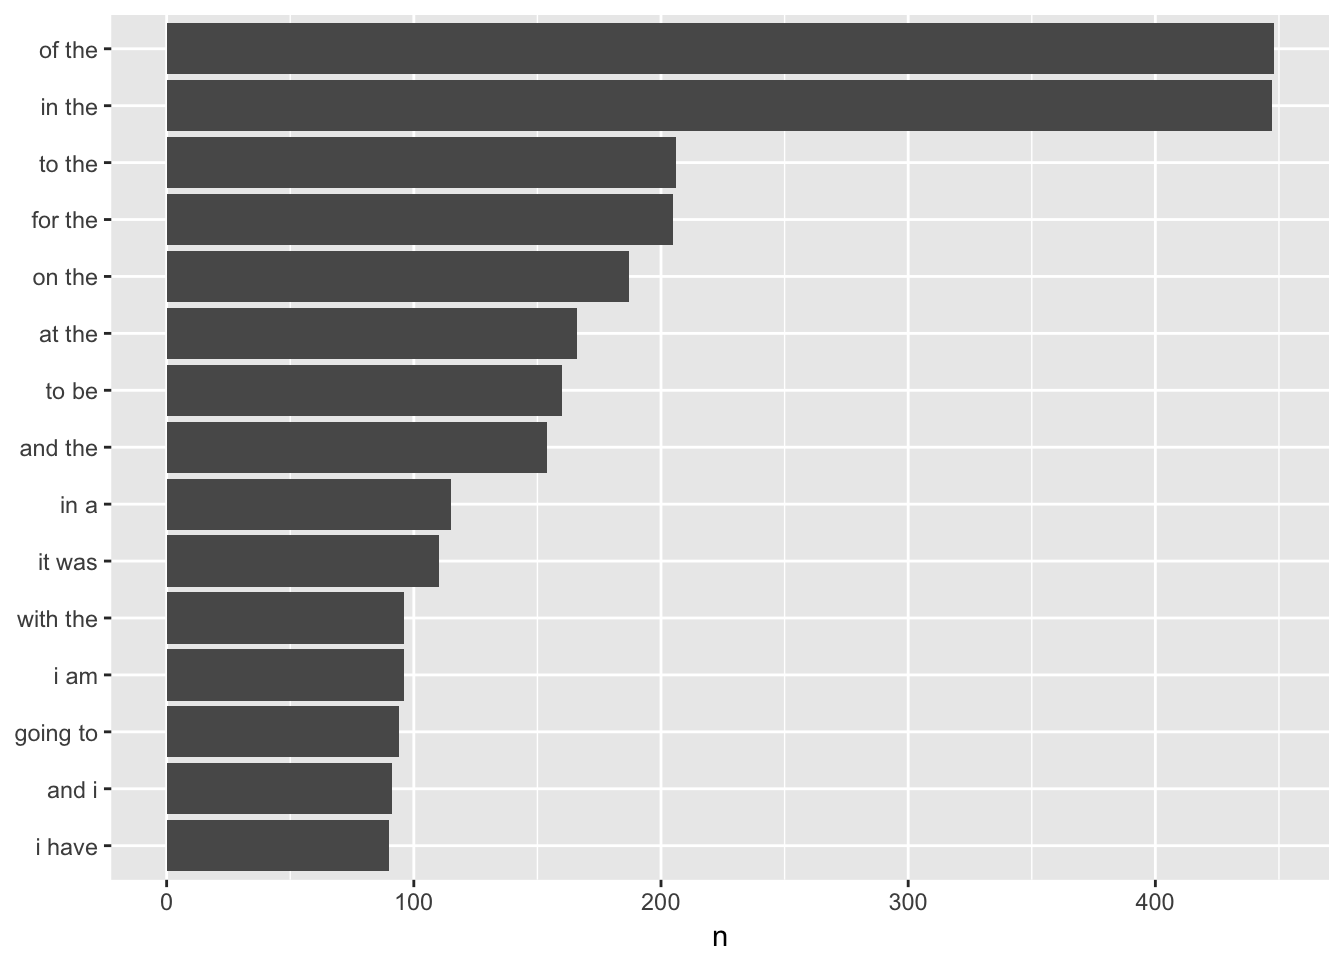 of the
in the
to the
for the
on the
at the
to be
and the
in a
it was
with the
i am
going to
and i
i have
0 100 200 300 400
n